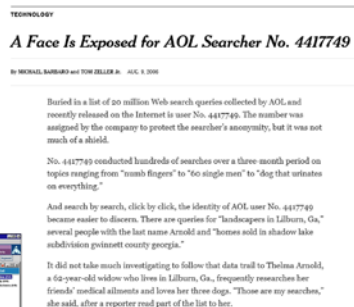 TECHNOLOGY
A Face Is Exposed for AOL Searcher No. 4417749
By MICHAEL BARBARO and TOM ZELLER Jr. AUG. 9, 2006
Buried in a list of 20 million Web search queries collected by AOL and
recently released on the Internet is user No. 4417749. The number was
assigned by the company to protect the searcher's anonymity, but it was not
much of a shield.
No. 4417749 conducted hundreds of searches over a three-month period on
topics ranging from "numb fingers" to "60 single men" to "dog that urinates
on everything."
And search by search, click by click, the identity of AOL user No. 4417749
became easier to discern. There are queries for "landscapers in Lilburn, Ga,"
several people with the last name Arnold and "homes sold in shadow lake
subdivision gwinnett county georgia."
It did not take much investigating to follow that data trail to Thelma Arnold,
a 62-year-old widow who lives in Lilburn, Ga., frequently researches her
friends' medical ailments and loves her three dogs. "Those are my searches,"
she said, after a reporter read part of the list to her.